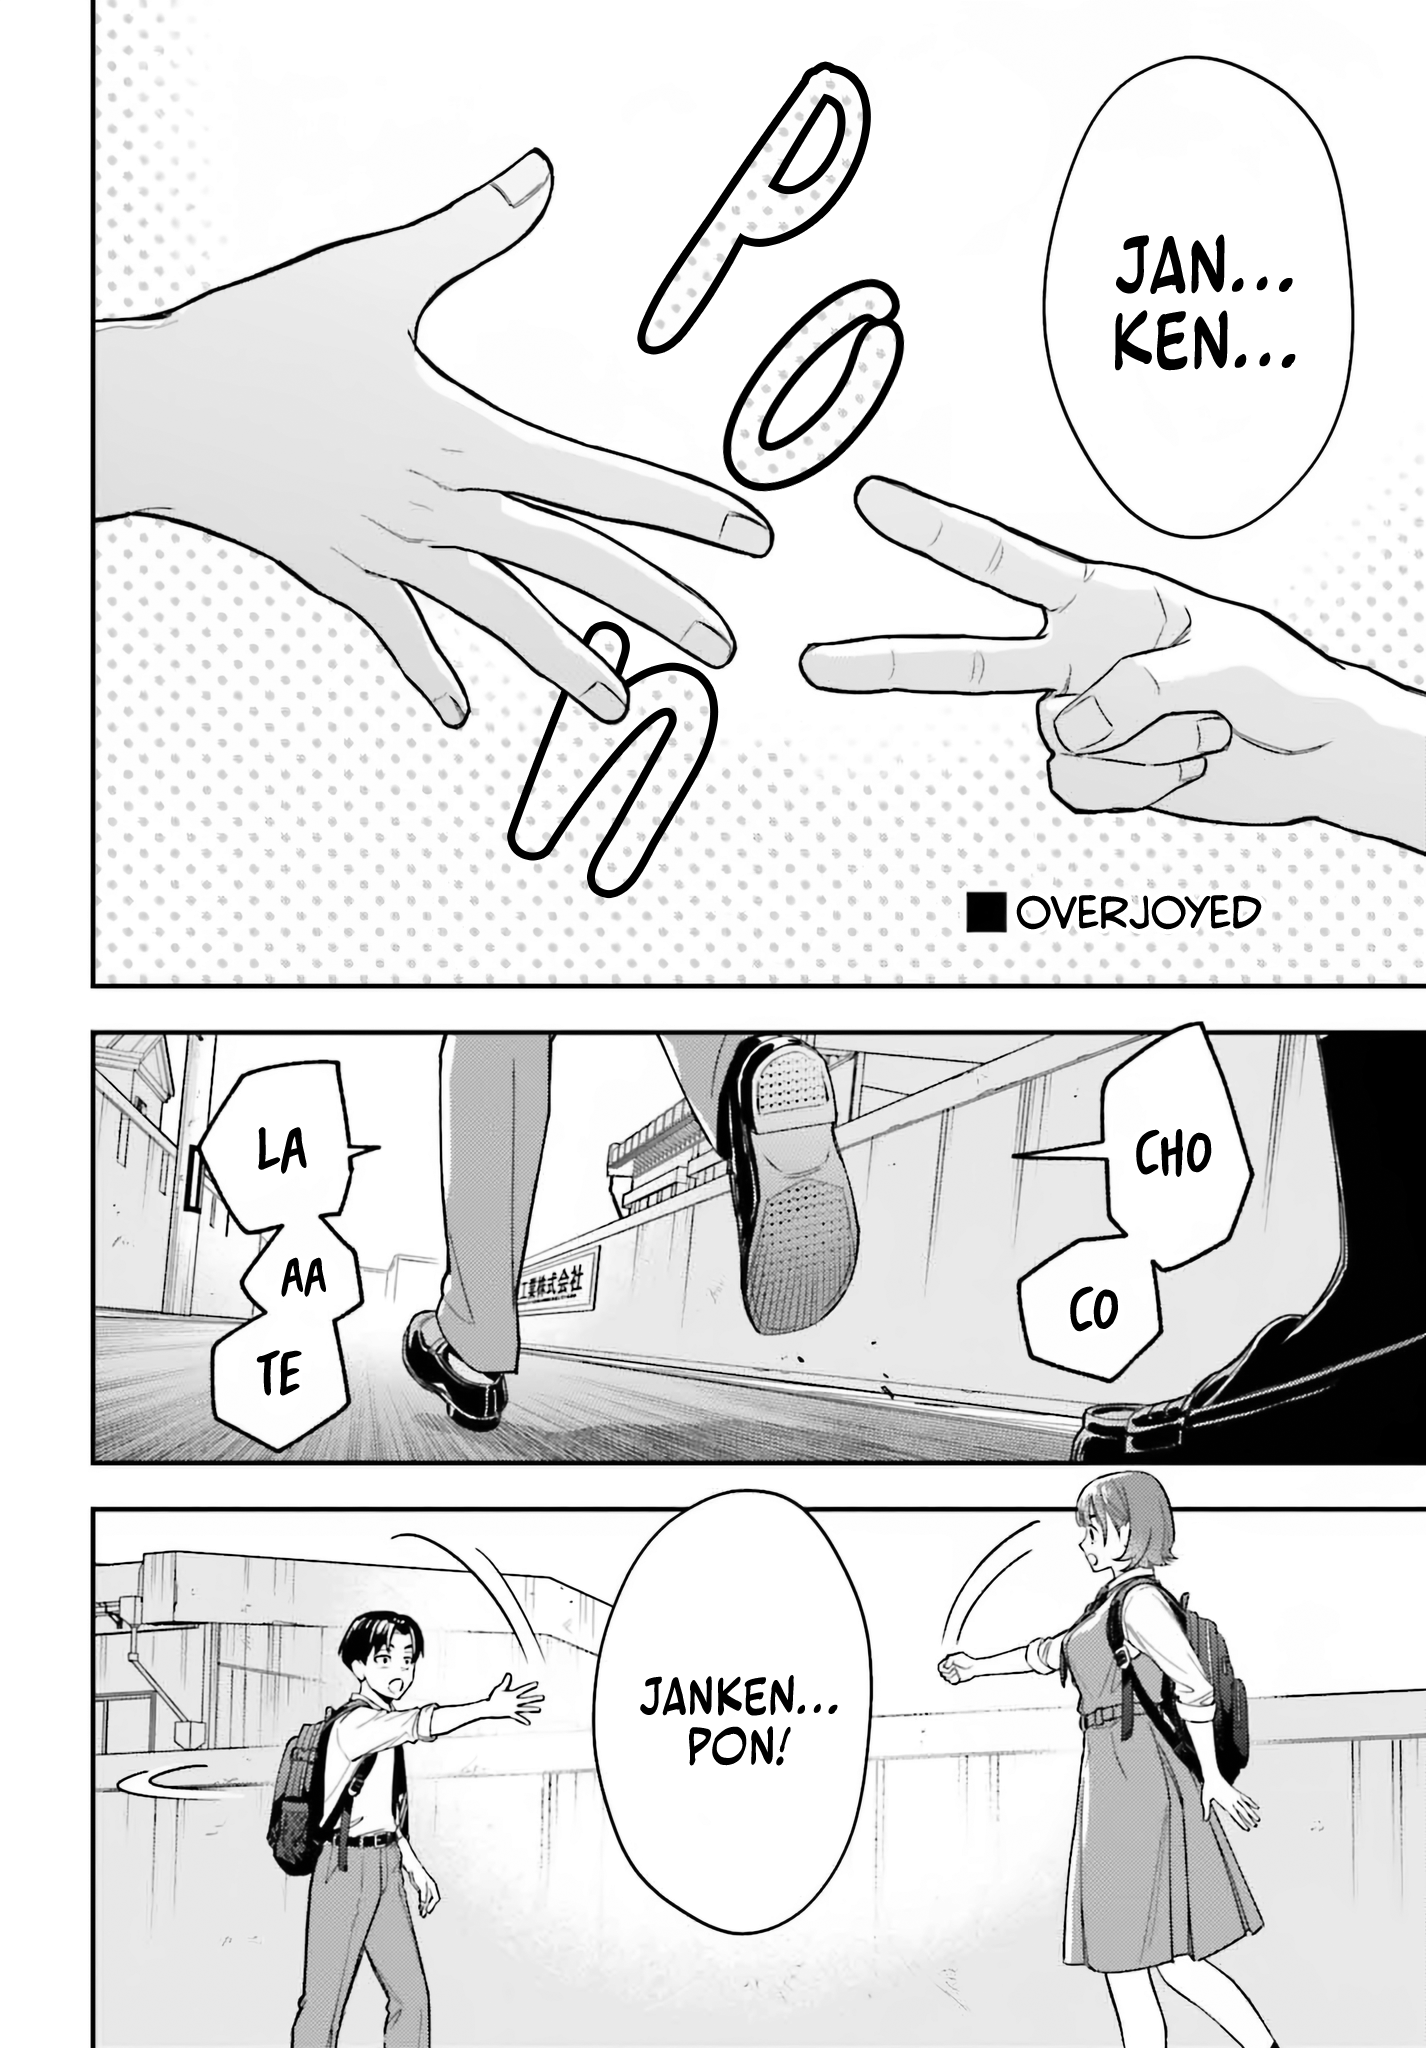 JAN...
KEN...
PON
OVERJOYED
CHO
CO
LA
AA
TE
工業株式会社
JANKEN...
PON!